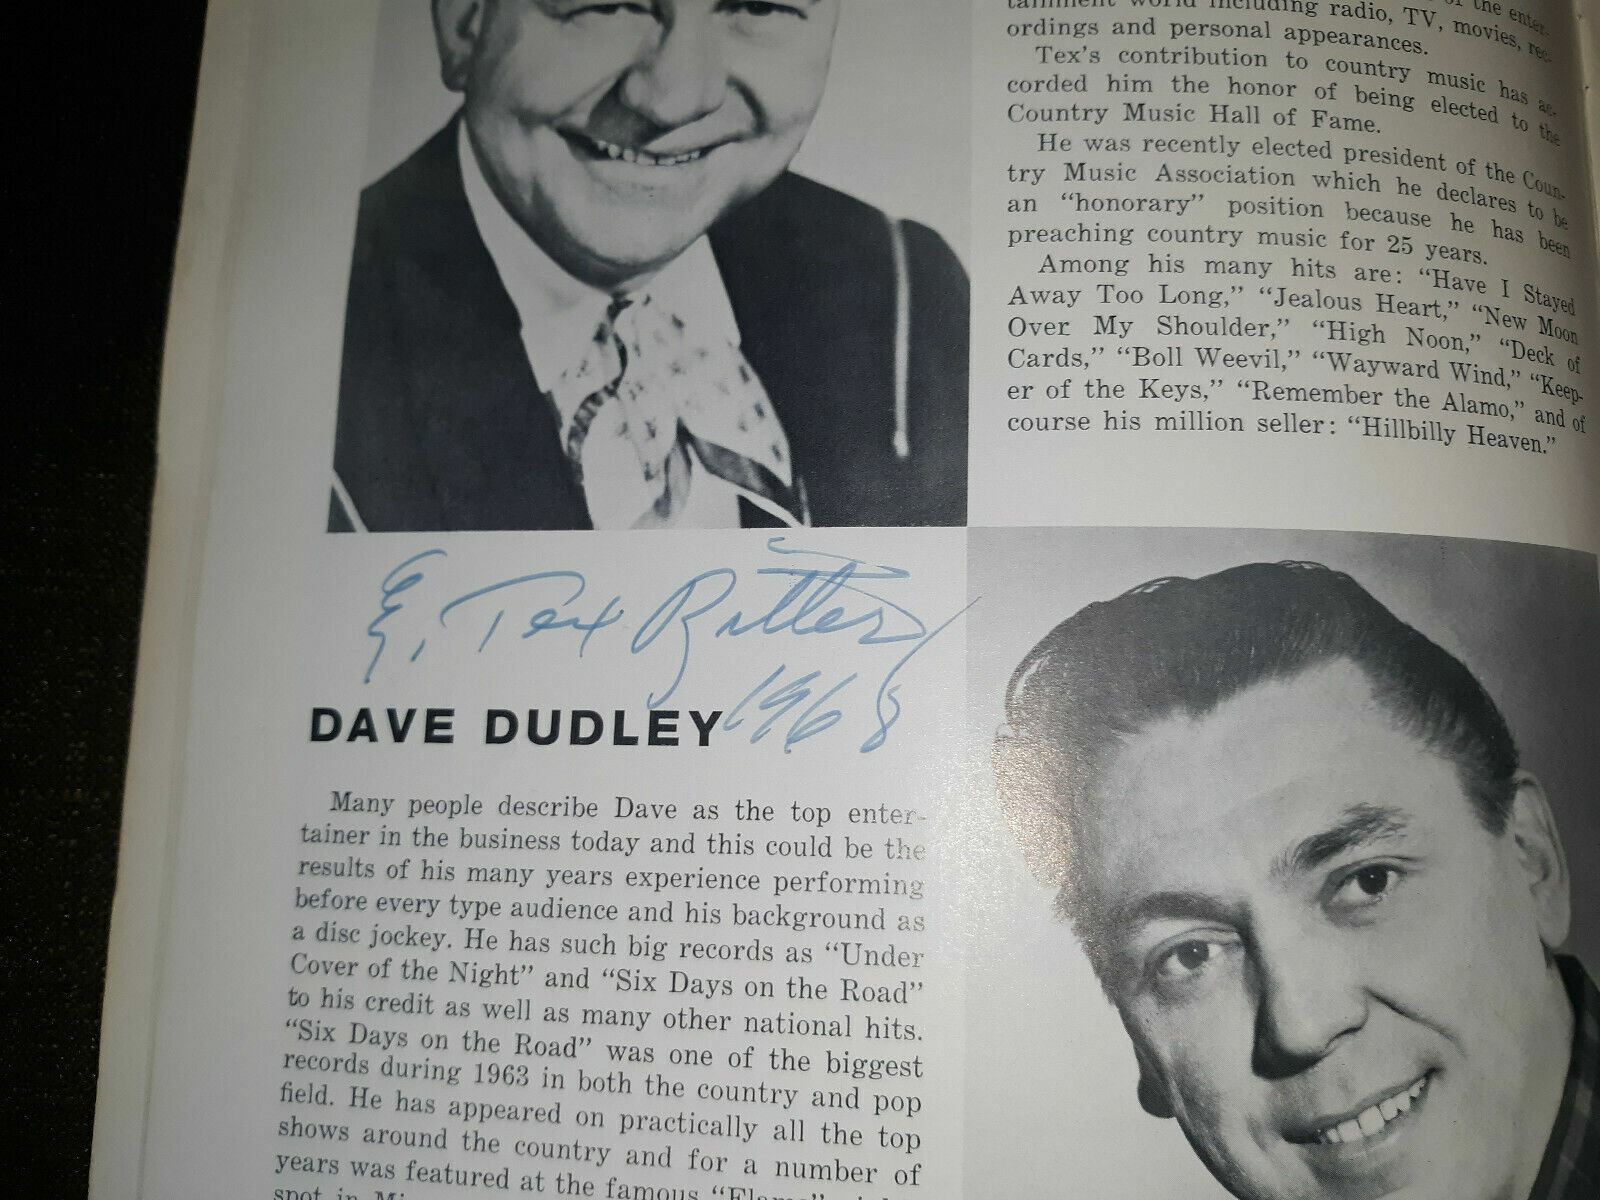 of the enter-
tainment world including radio, TV, movies, rec-
ordings and personal appearances.
Tex's contribution to country music has ac-
corded him the honor of being elected to the
Country Music Hall of Fame.
He was recently elected president of the Coun-
try Music Association which he declares to be
an “honorary” position because he has been
preaching country music for 25 years.
Among his many hits are: “Have I Stayed
Away Too Long,” “Jealous Heart,” “New Moon
Over My Shoulder,” “High Noon,” “Deck of
Cards,” “Boll Weevil,” “Wayward Wind,” “Keep-
er of the Keys,” “Remember the Alamo,” and of
course his million seller: “Hillbilly Heaven.”
Tex Ritter
1968
DAVE DUDLEY
Many people describe Dave as the top enter-
tainer in the business today and this could be the
results of his many years experience performing
before every type audience and his background as
a disc jockey. He has such big records as “Under
Cover of the Night” and “Six Days on the Road”
to his credit as well as many other national hits.
“Six Days on the Road” was one of the biggest
records during 1963 in both the country and pop
field. He has appeared on practically all the top
shows around the country and for a number of
years was featured at the famous “Flame”
spot in